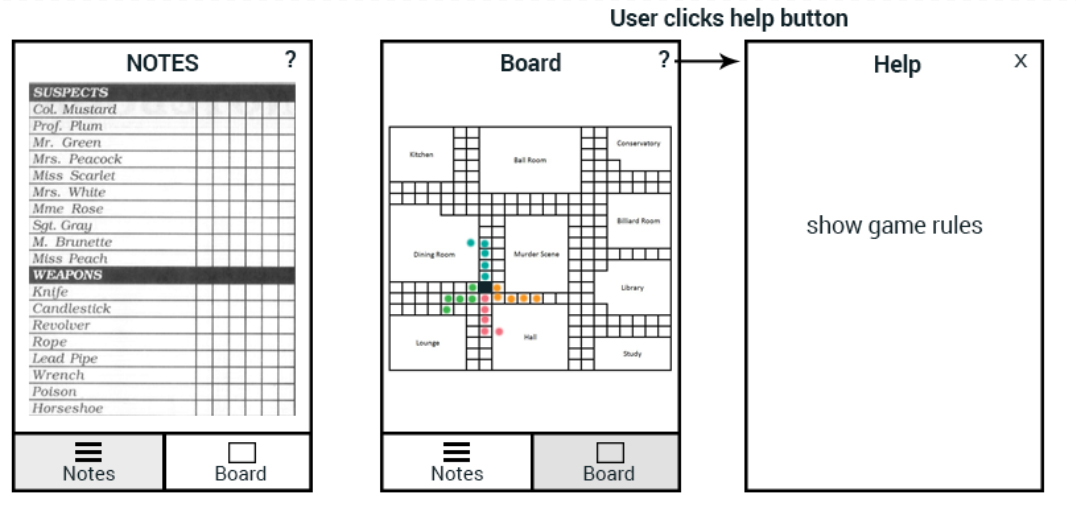 User clicks help button
NOTES ?
SUSPECTS
Col. Mustard
Prof. Plum
Mr. Green
Mrs. Peacock
Miss Scarlet
Mrs. White
Mme Rose
Sgt. Gray
M. Brunette
Miss Peach
WEAPONS
Knife
Candlestick
Revolver
Rope
Lead Pipe
Wrench
Poison
Horseshoe
Notes
Board
Board ?
Kitchen
Ball Room
Conservatory
Billiard Room
Dining Room
Murder Scene
Library
Lounge
Hall
Study
Notes
Board
Help X
show game rules